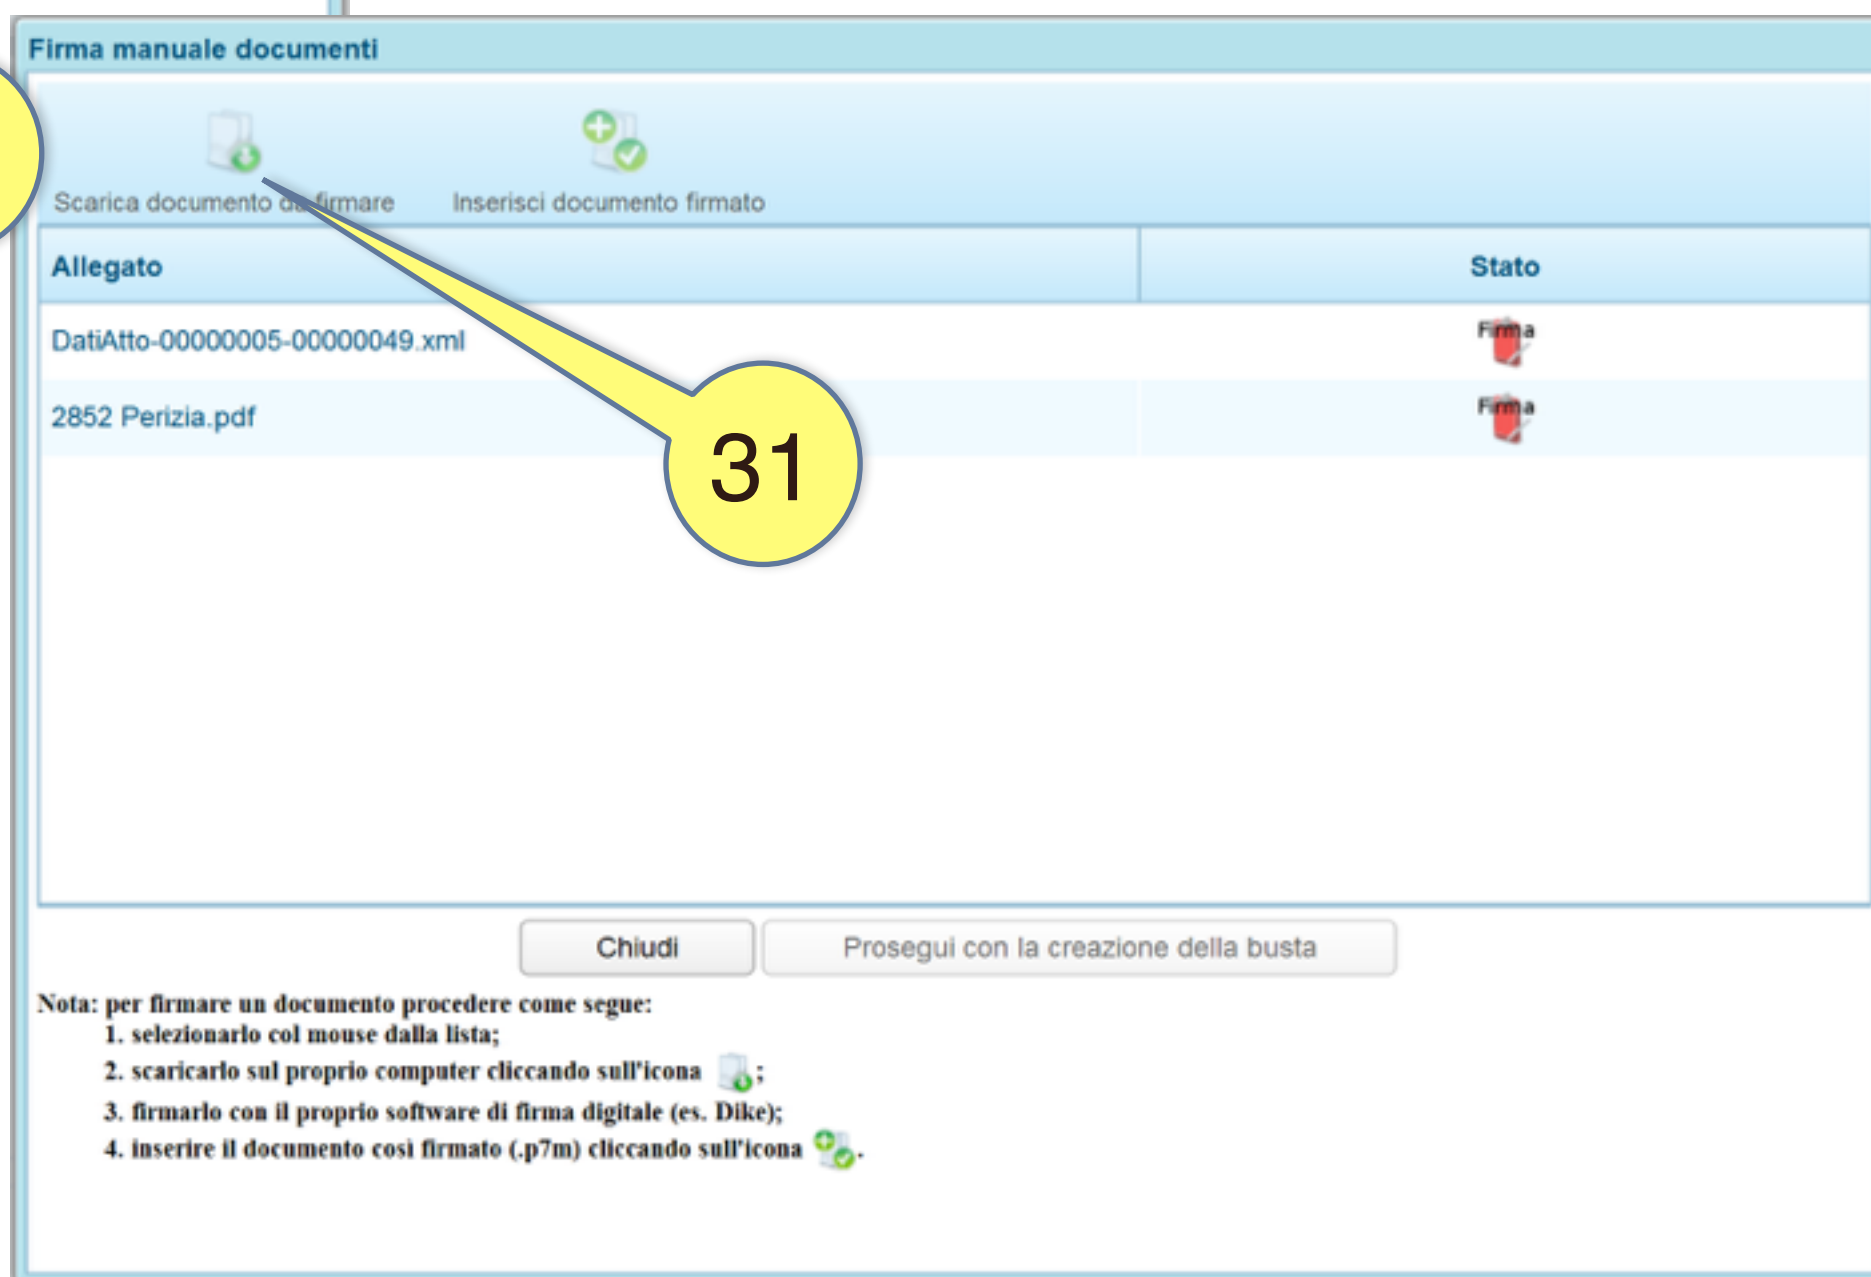 Firma manuale documenti
Scarica documento da firmare Inserisci documento firmato
Allegato Stato
DatiAtto-00000005-00000049.xml Firma
2852 Perizia.pdf Firma
31
Chiudi Prosegui con la creazione della busta
Nota: per firmare un documento procedere come segue:
1. selezionarlo col mouse dalla lista;
2. scaricarlo sul proprio computer cliccando sull'icona ;
3. firmarlo con il proprio software di firma digitale (es. Dike);
4. inserire il documento così firmato (.p7m) cliccando sull'icona .